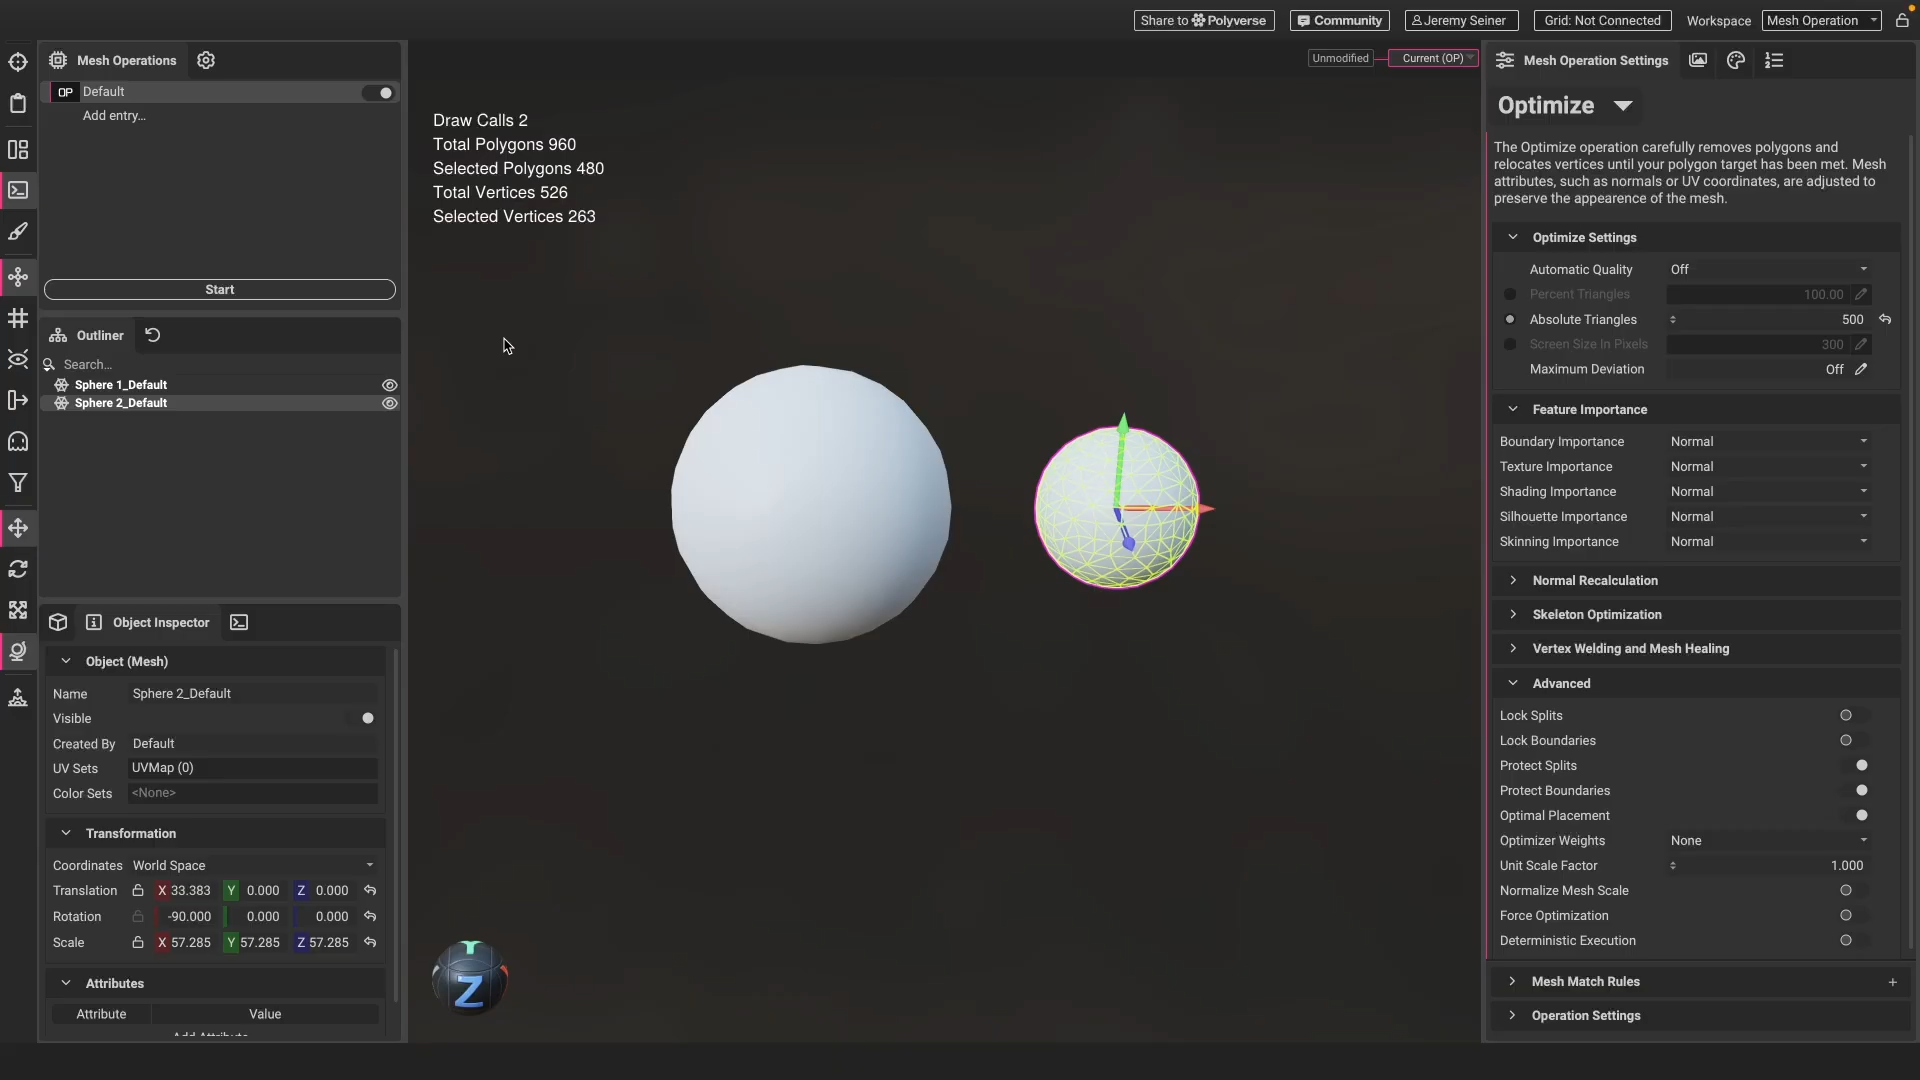 Share to Polyverse
Community
Jeremy Seiner
Grid: Not Connected
Workspace
Mesh Operation
Mesh Operations
OP Default
Add entry...
Start
Outliner
Search...
Sphere 1_Default
Sphere 2_Default
Object Inspector
Object (Mesh)
Name Sphere 2_Default
Visible
Created By Default
UV Sets UVMap (0)
Color Sets <None>
Transformation
Coordinates World Space
Translation X 33.383 Y 0.000 Z 0.000
Rotation -90.000 0.000 0.000
Scale X 57.285 Y 57.285 Z 57.285
Attributes
Attribute Value
Add Attribute
Unmodified
Current (OP)
Draw Calls 2
Total Polygons 960
Selected Polygons 480
Total Vertices 526
Selected Vertices 263
Y
Z
Mesh Operation Settings
Optimize
The Optimize operation carefully removes polygons and
relocates vertices until your polygon target has been met. Mesh
attributes, such as normals or UV coordinates, are adjusted to
preserve the appearence of the mesh.
Optimize Settings
Automatic Quality Off
Percent Triangles 100.00
Absolute Triangles 500
Screen Size In Pixels 300
Maximum Deviation Off
Feature Importance
Boundary Importance Normal
Texture Importance Normal
Shading Importance Normal
Silhouette Importance Normal
Skinning Importance Normal
Normal Recalculation
Skeleton Optimization
Vertex Welding and Mesh Healing
Advanced
Lock Splits
Lock Boundaries
Protect Splits
Protect Boundaries
Optimal Placement
Optimizer Weights None
Unit Scale Factor 1.000
Normalize Mesh Scale
Force Optimization
Deterministic Execution
Mesh Match Rules +
Operation Settings